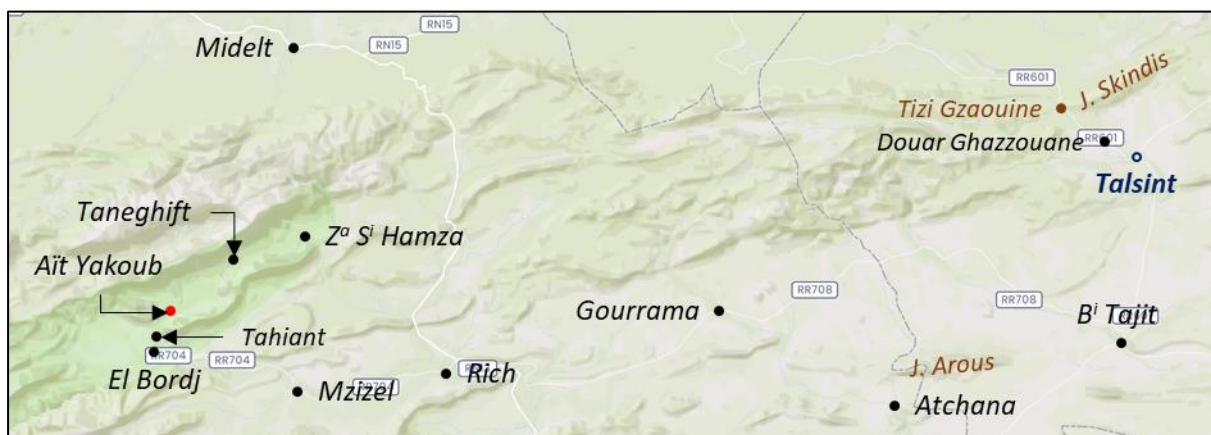 RN15
Midelt
RN15
RR601
J. Skindis
Tizi Gzaouine
Douar Ghazzouane
RR601
Talsint
Taneghift
Zª Sⁱ Hamza
Aït Yakoub
RR708
Gourrama
RR708
Bⁱ Tajit
Tahiant
RR704
RR704
El Bordj
J. Arous
Rich
Mzizel
RR704
Atchana